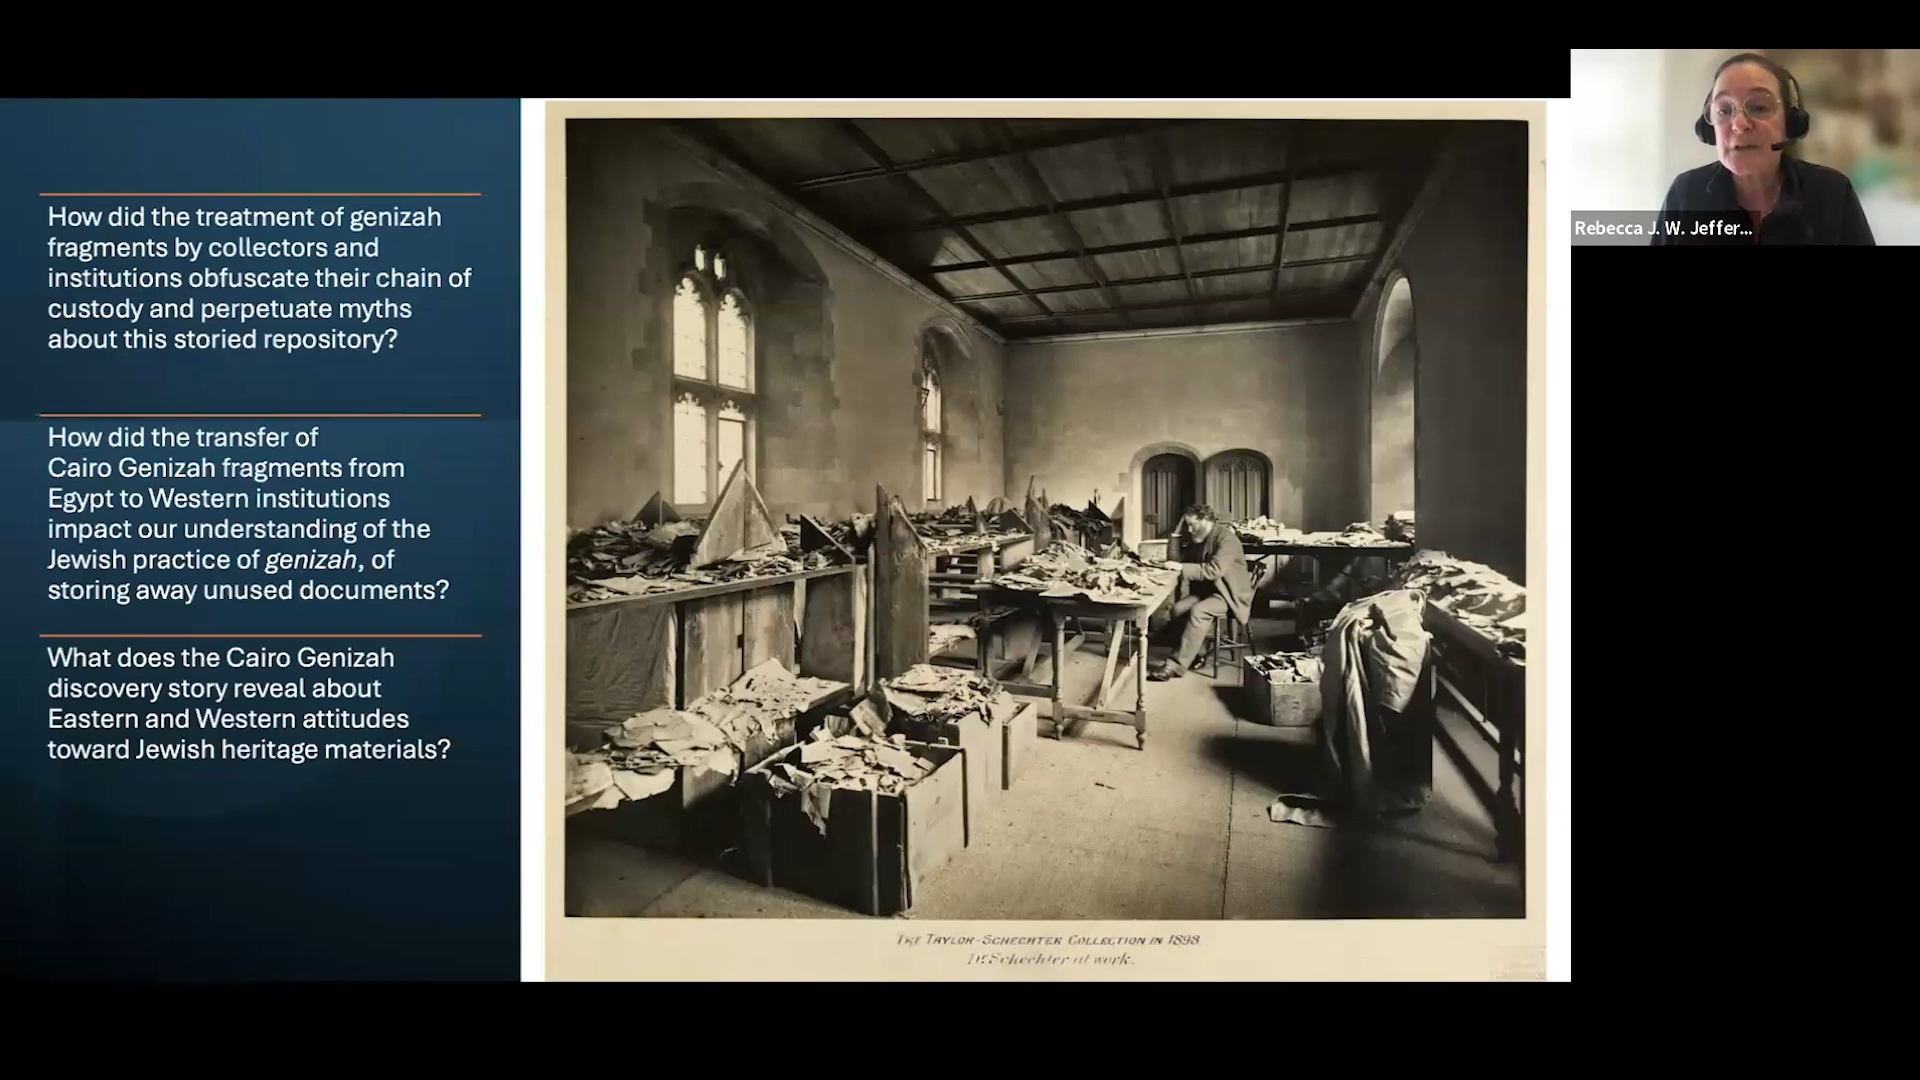 How did the treatment of genizah
fragments by collectors and
institutions obfuscate their chain of
custody and perpetuate myths
about this storied repository?
How did the transfer of
Cairo Genizah fragments from
Egypt to Western institutions
impact our understanding of the
Jewish practice of genizah, of
storing away unused documents?
What does the Cairo Genizah
discovery story reveal about
Eastern and Western attitudes
toward Jewish heritage materials?
THE TAYLOR-SCHECHTER COLLECTION IN 1898
Dr Schechter at work.
Rebecca J. W. Jeffer...